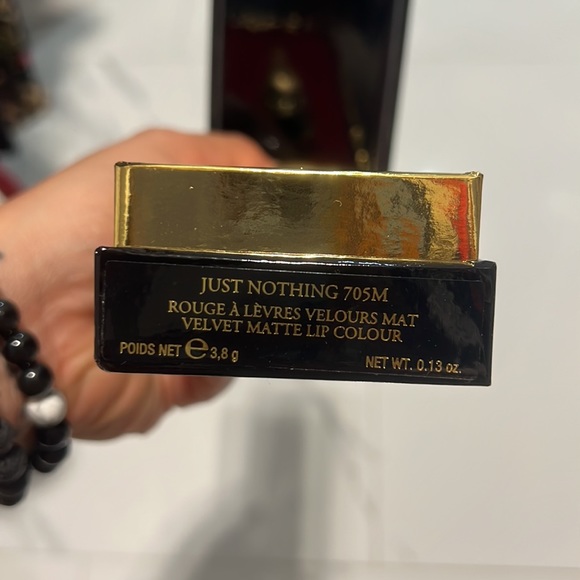 JUST NOTHING 705M
ROUGE À LÈVRES VELOURS MAT
VELVET MATTE LIP COLOUR
POIDS NET ℮ 3,8 g
NET WT. 0.13 oz.